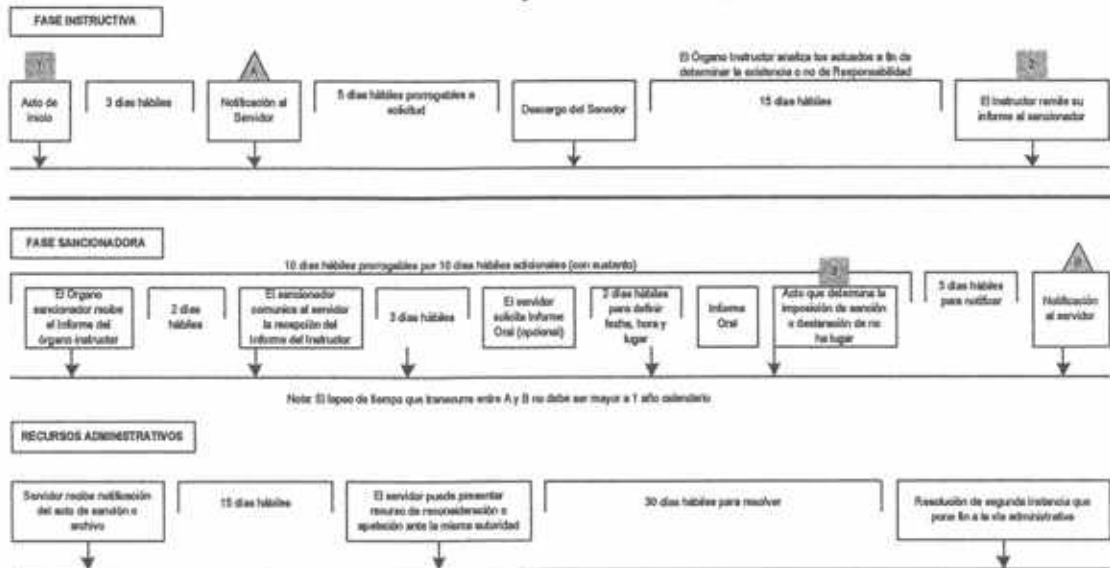 FASE INSTRUCTIVA
1
A
El Órgano Instructor analiza los actuados a fin de
determinar la existencia o no de Responsabilidad
2
Acto de
inicio
3 días hábiles
Notificación al
Servidor
5 días hábiles prorrogables a
solicitud
Descargo del Servidor
15 días hábiles
El Instructor remite su
informe al sancionador
FASE SANCIONADORA
10 días hábiles prorrogables por 10 días hábiles adicionales (con sustento)
3
B
El Órgano
sancionador recibe
el Informe del
órgano instructor
2 días
hábiles
El sancionador
comunica al servidor
la recepción del
Informe del Instructor
3 días hábiles
El servidor
solicita Informe
Oral (opcional)
días hábiles
para definir
fecha, hora y
lugar
Informe
Oral
Acto que determina la
imposición de sanción
o declaración de no
ha lugar
5 días hábiles
para notificar
Notificación
al servidor
Nota: El lapso de tiempo que transcurre entre A y B no debe ser mayor a 1 año calendario
RECURSOS ADMINISTRATIVOS
Servidor recibe notificación
del acto de sanción o
archivo
15 días hábiles
El servidor puede presentar
recurso de reconsideración o
apelación ante la misma autoridad
30 días hábiles para resolver
Resolución de segunda instancia que
pone fin a la vía administrativa